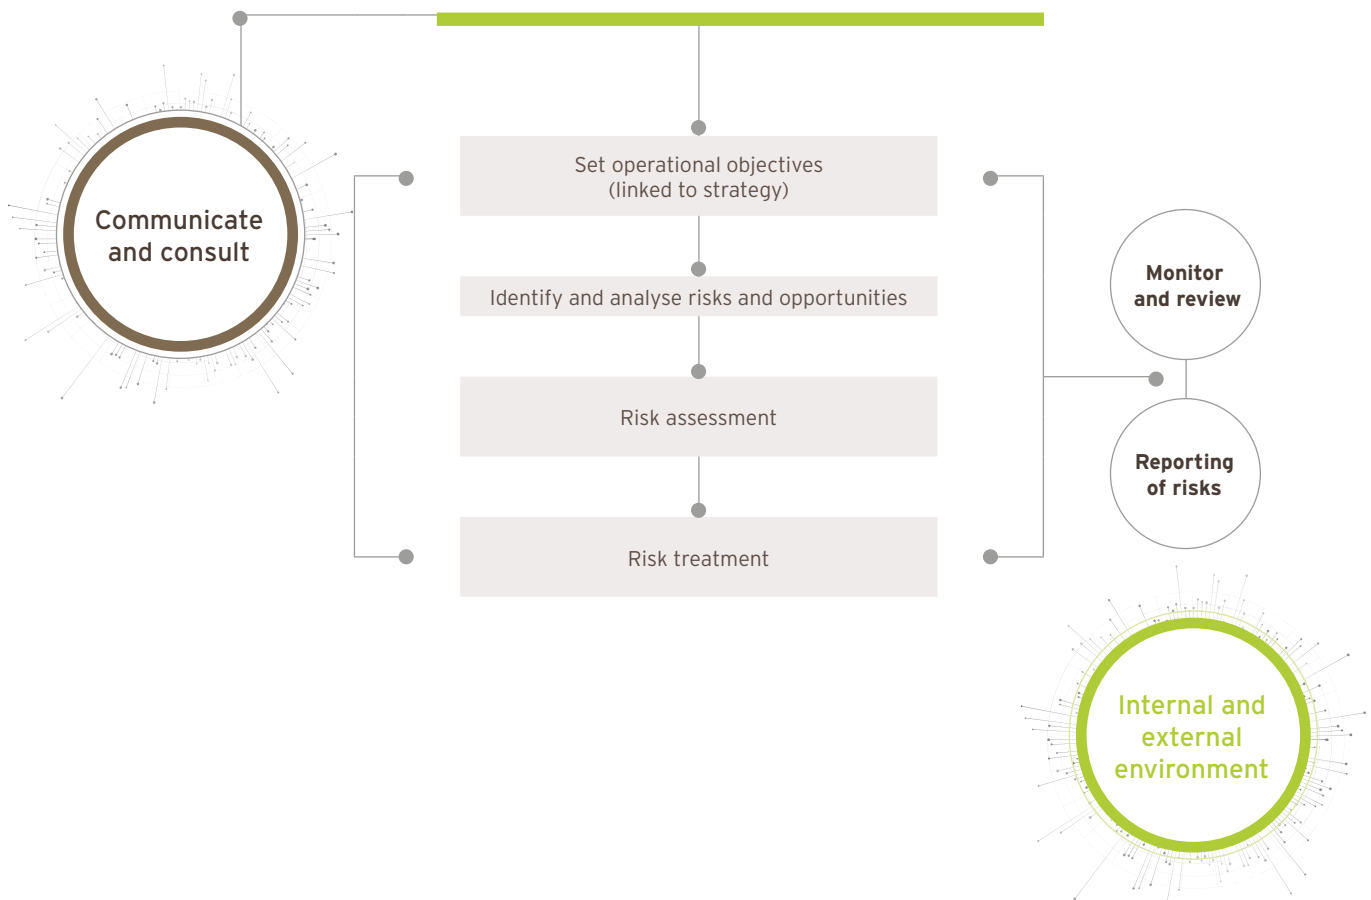 Communicate
and consult
Set operational objectives
(linked to strategy)
Identify and analyse risks and opportunities
Risk assessment
Risk treatment
Monitor
and review
Reporting
of risks
Internal and
external
environment